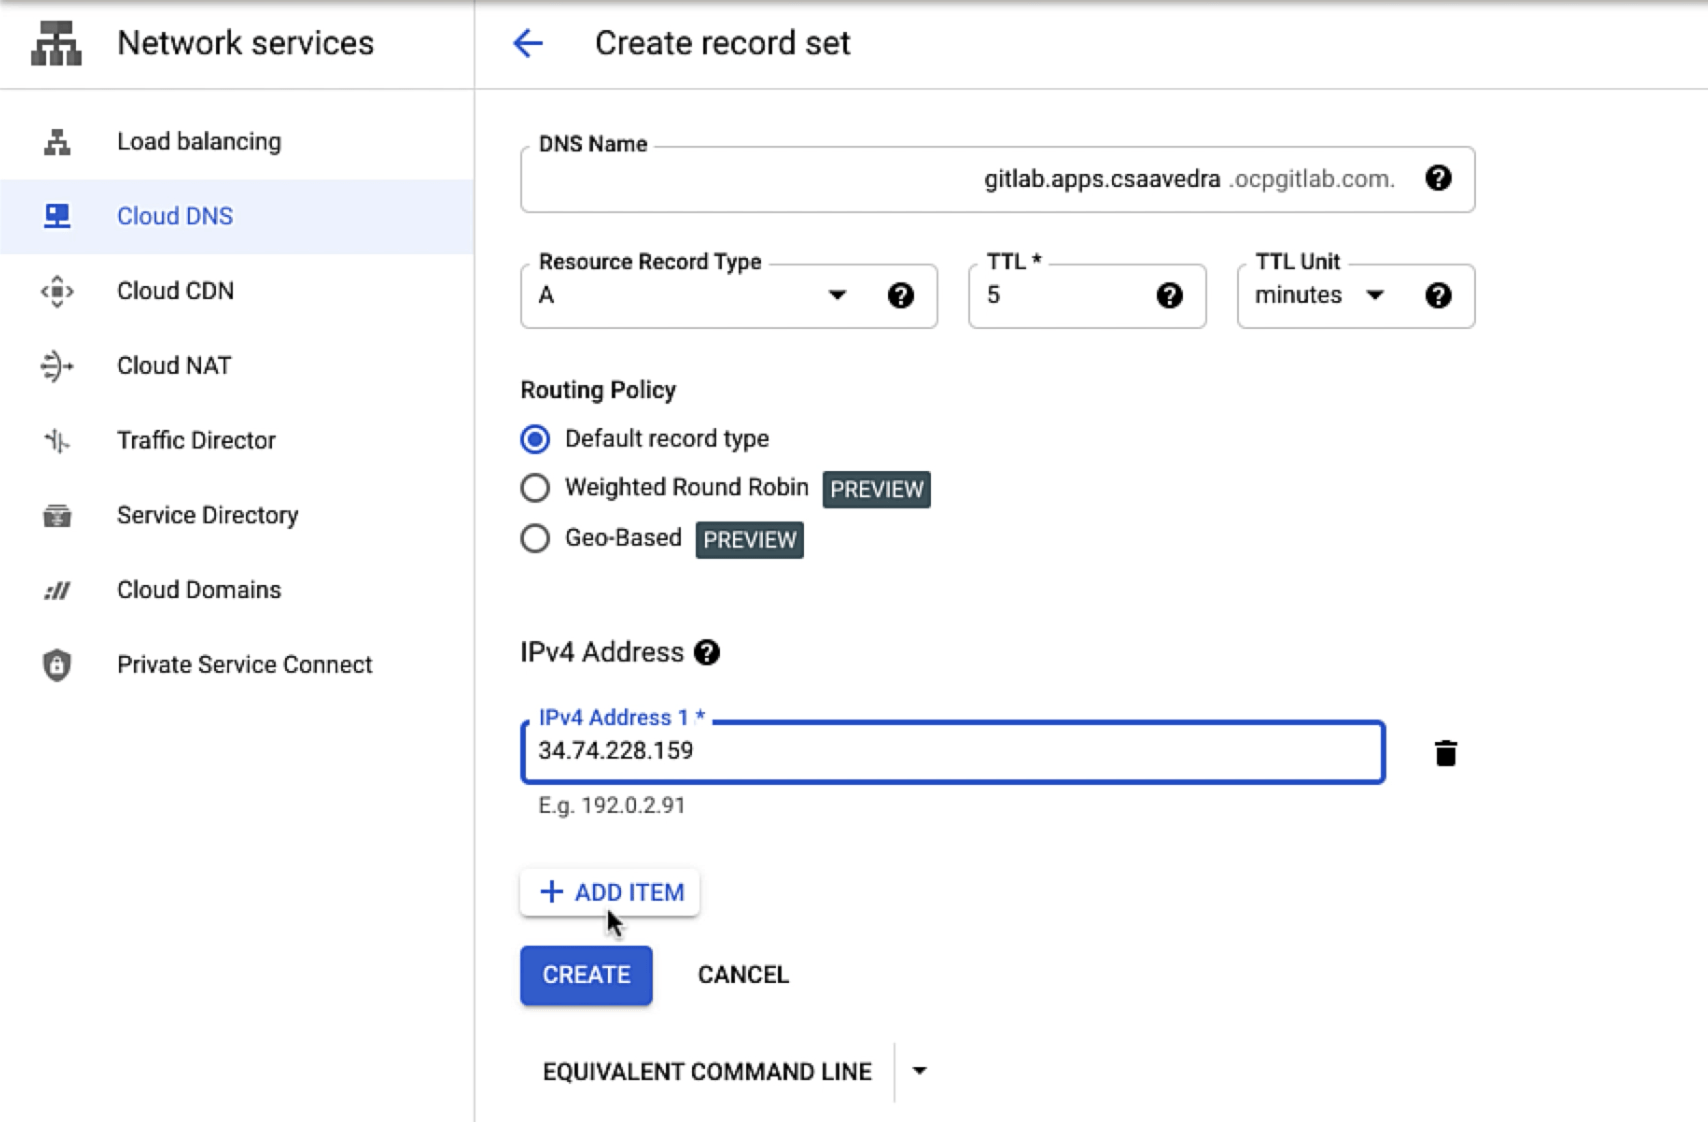 Network services
Create record set
Load balancing
Cloud DNS
Cloud CDN
Cloud NAT
Traffic Director
Service Directory
Cloud Domains
Private Service Connect
DNS Name
gitlab.apps.csaavedra .ocpgitlab.com.
Resource Record Type
A
TTL *
5
TTL Unit
minutes
Routing Policy
Default record type
Weighted Round Robin PREVIEW
Geo-Based PREVIEW
IPv4 Address
IPv4 Address 1 *
34.74.228.159
E.g. 192.0.2.91
+ ADD ITEM
CREATE CANCEL
EQUIVALENT COMMAND LINE